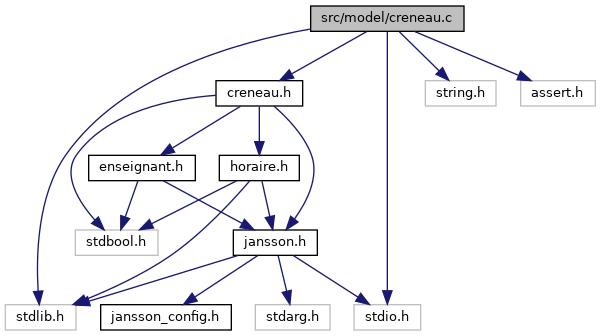 src/model/creneau.c
creneau.h
string.h
assert.h
enseignant.h
horaire.h
stdbool.h
jansson.h
stdlib.h
jansson_config.h
stdarg.h
stdio.h